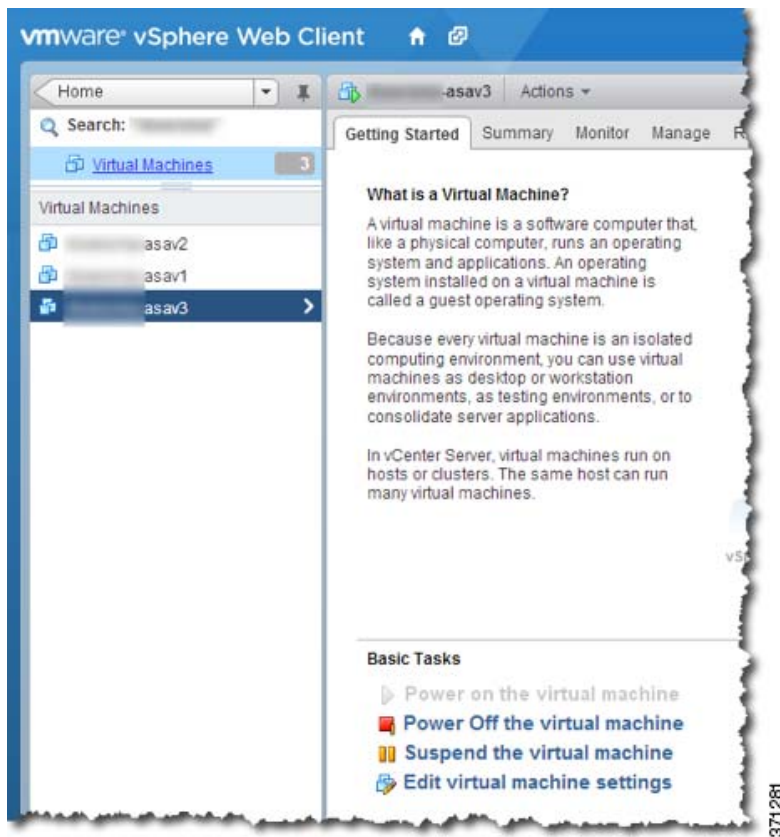 vmware® vSphere Web Client
Home
Search:
Virtual Machines 3
Virtual Machines
asav2
asav1
asav3
-asav3 Actions
Getting Started Summary Monitor Manage R
What is a Virtual Machine?
A virtual machine is a software computer that,
like a physical computer, runs an operating
system and applications. An operating
system installed on a virtual machine is
called a guest operating system.
Because every virtual machine is an isolated
computing environment, you can use virtual
machines as desktop or workstation
environments, as testing environments, or to
consolidate server applications.
In vCenter Server, virtual machines run on
hosts or clusters. The same host can run
many virtual machines.
vSp
Basic Tasks
Power on the virtual machine
Power Off the virtual machine
Suspend the virtual machine
Edit virtual machine settings
371281